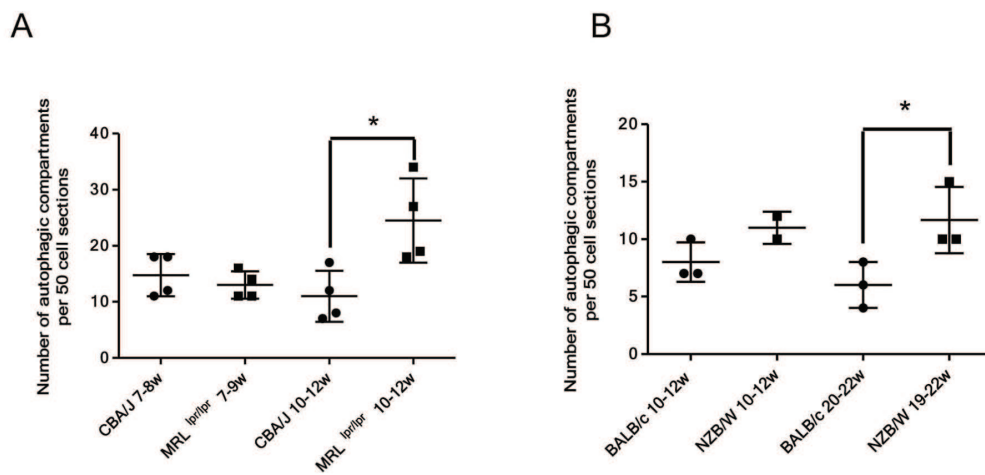 A
Number of autophagic compartments
per 50 cell sections
40
30
20
10
0
*
CBA/J 7-8w
MRL lpr/lpr 7-9w
CBA/J 10-12w
MRL lpr/lpr 10-12w
B
Number of autophagic compartments
per 50 cell sections
20
15
10
5
0
*
BALB/c 10-12w
NZB/W 10-12w
BALB/c 20-22w
NZB/W 19-22w